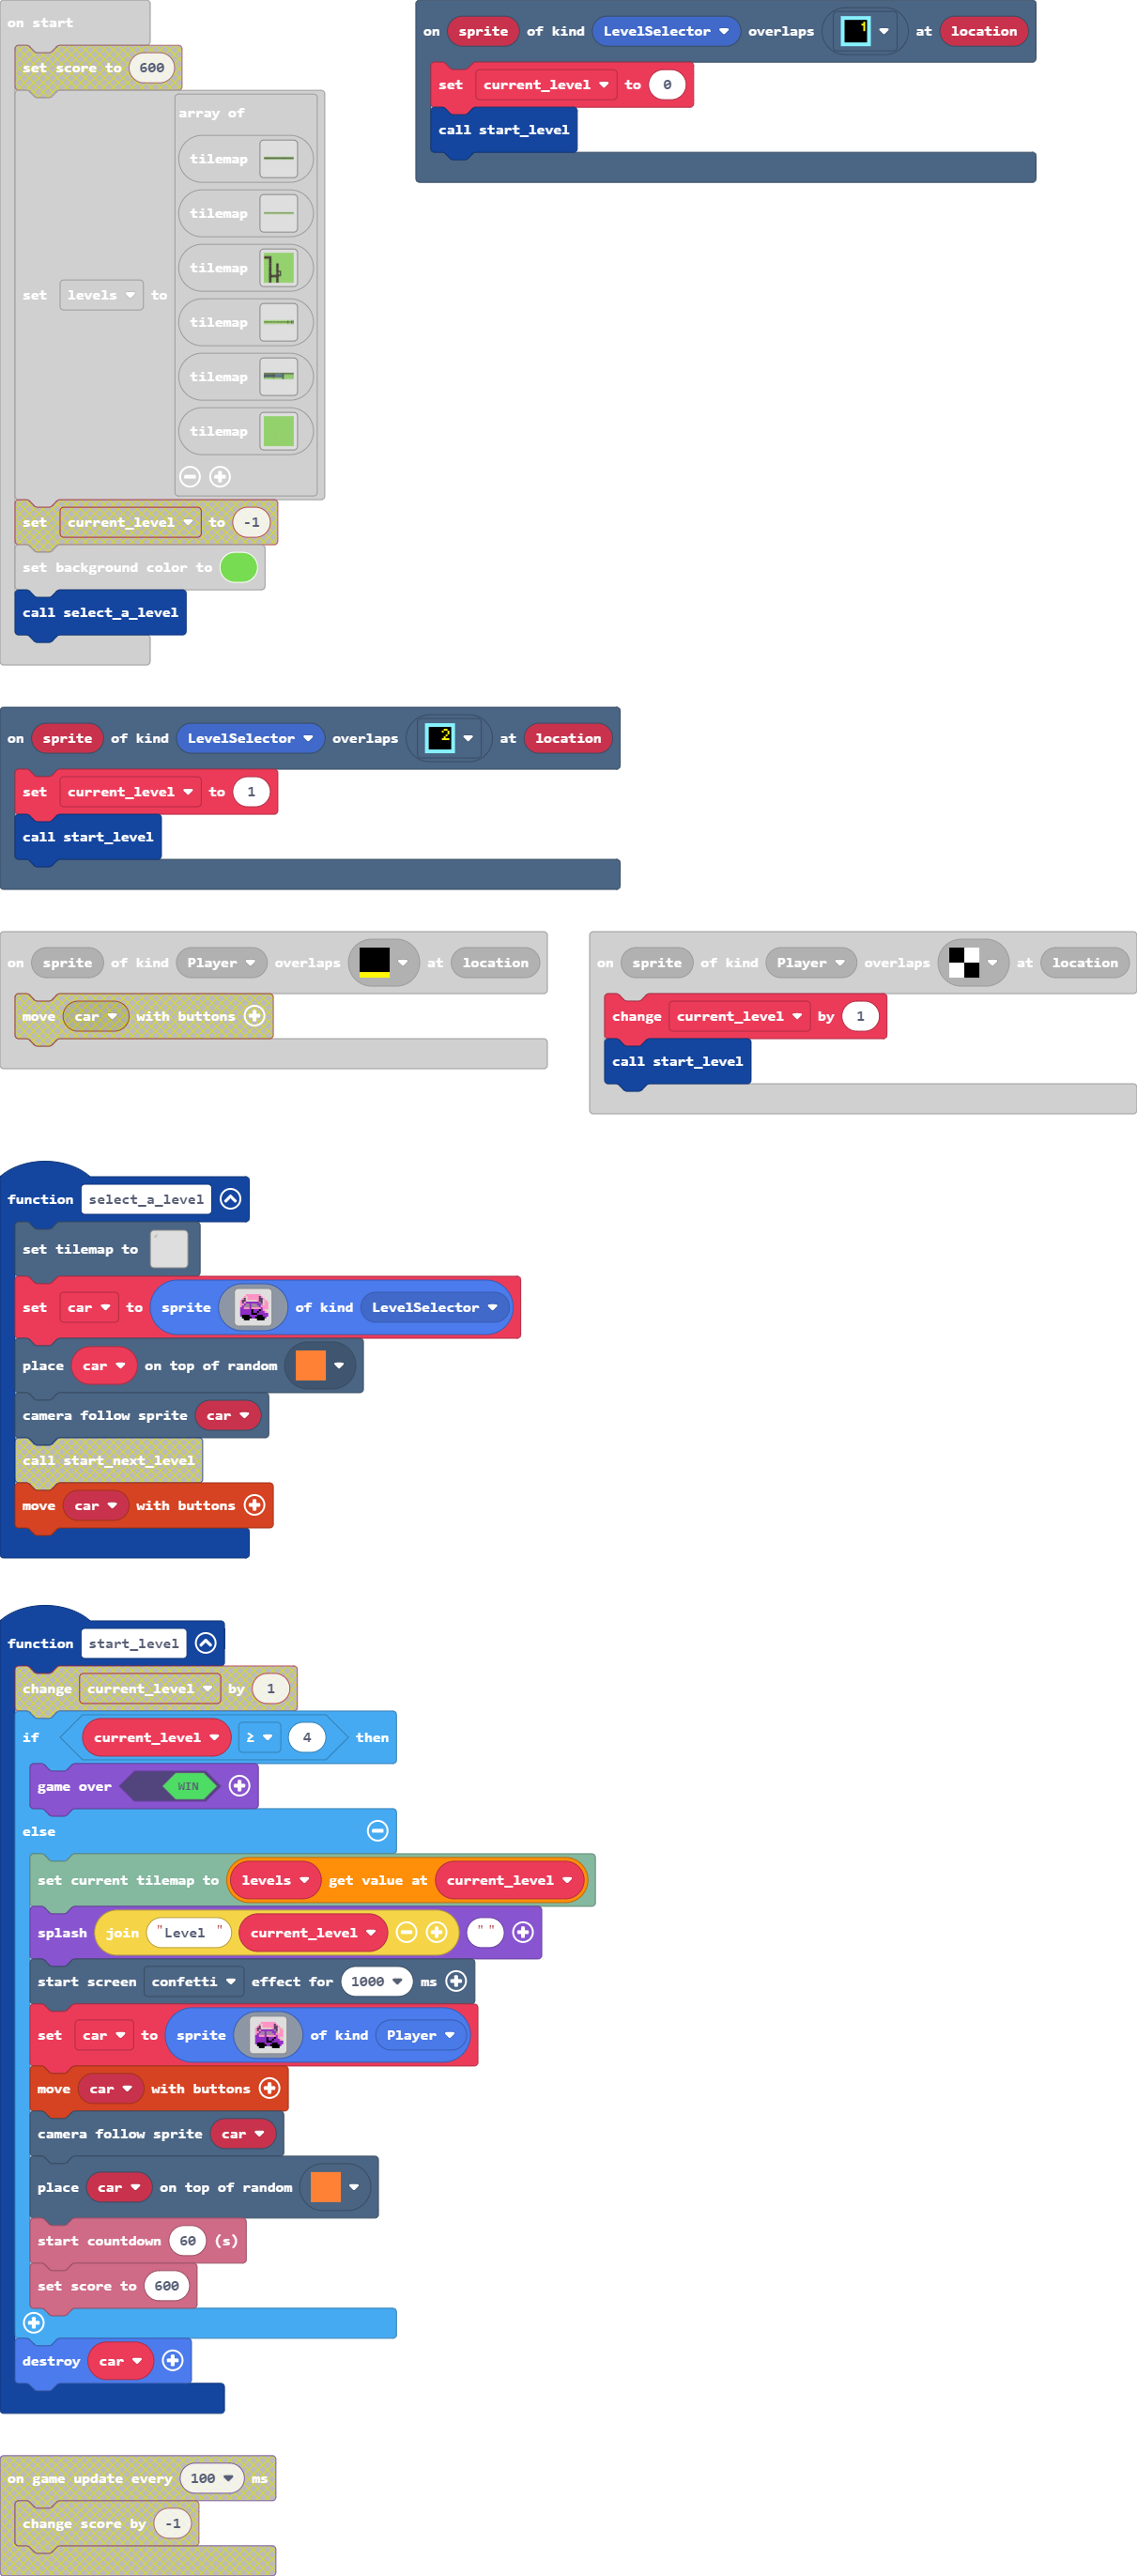 on start
set score to 600
set levels to array of
tilemap
tilemap
tilemap
tilemap
tilemap
tilemap
set current_level to -1
set background color to
call select_a_level
on sprite of kind LevelSelector overlaps 1 at location
set current_level to 0
call start_level
on sprite of kind LevelSelector overlaps 2 at location
set current_level to 1
call start_level
on sprite of kind Player overlaps at location
move car with buttons
on sprite of kind Player overlaps at location
change current_level by 1
call start_level
function select_a_level
set tilemap to
set car to sprite of kind LevelSelector
place car on top of random
camera follow sprite car
call start_next_level
move car with buttons
function start_level
change current_level by 1
if current_level ≥ 4 then
game over WIN
else
set current tilemap to levels get value at current_level
splash join "Level " current_level ""
start screen confetti effect for 1000 ms
set car to sprite of kind Player
move car with buttons
camera follow sprite car
place car on top of random
start countdown 60 (s)
set score to 600
destroy car
on game update every 100 ms
change score by -1